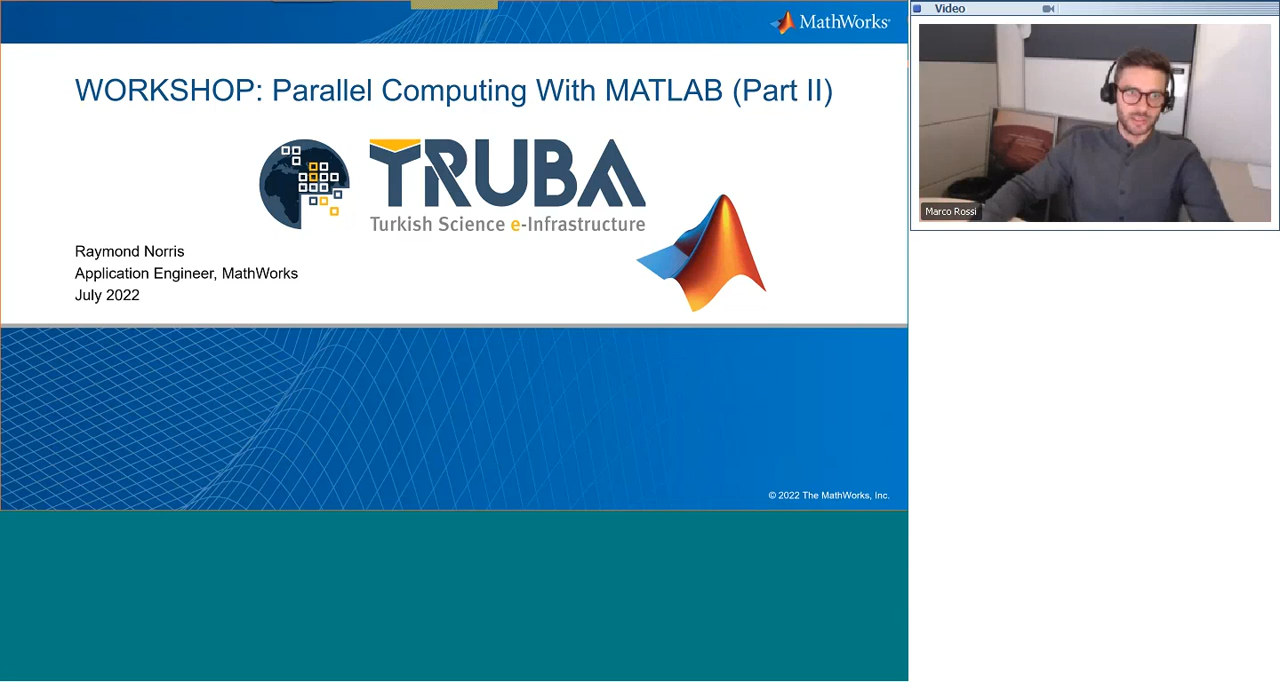 MathWorks
WORKSHOP: Parallel Computing With MATLAB (Part II)
TRUBA
Turkish Science e-Infrastructure
Raymond Norris
Application Engineer, MathWorks
July 2022
© 2022 The MathWorks, Inc.
Video
Marco Rossi